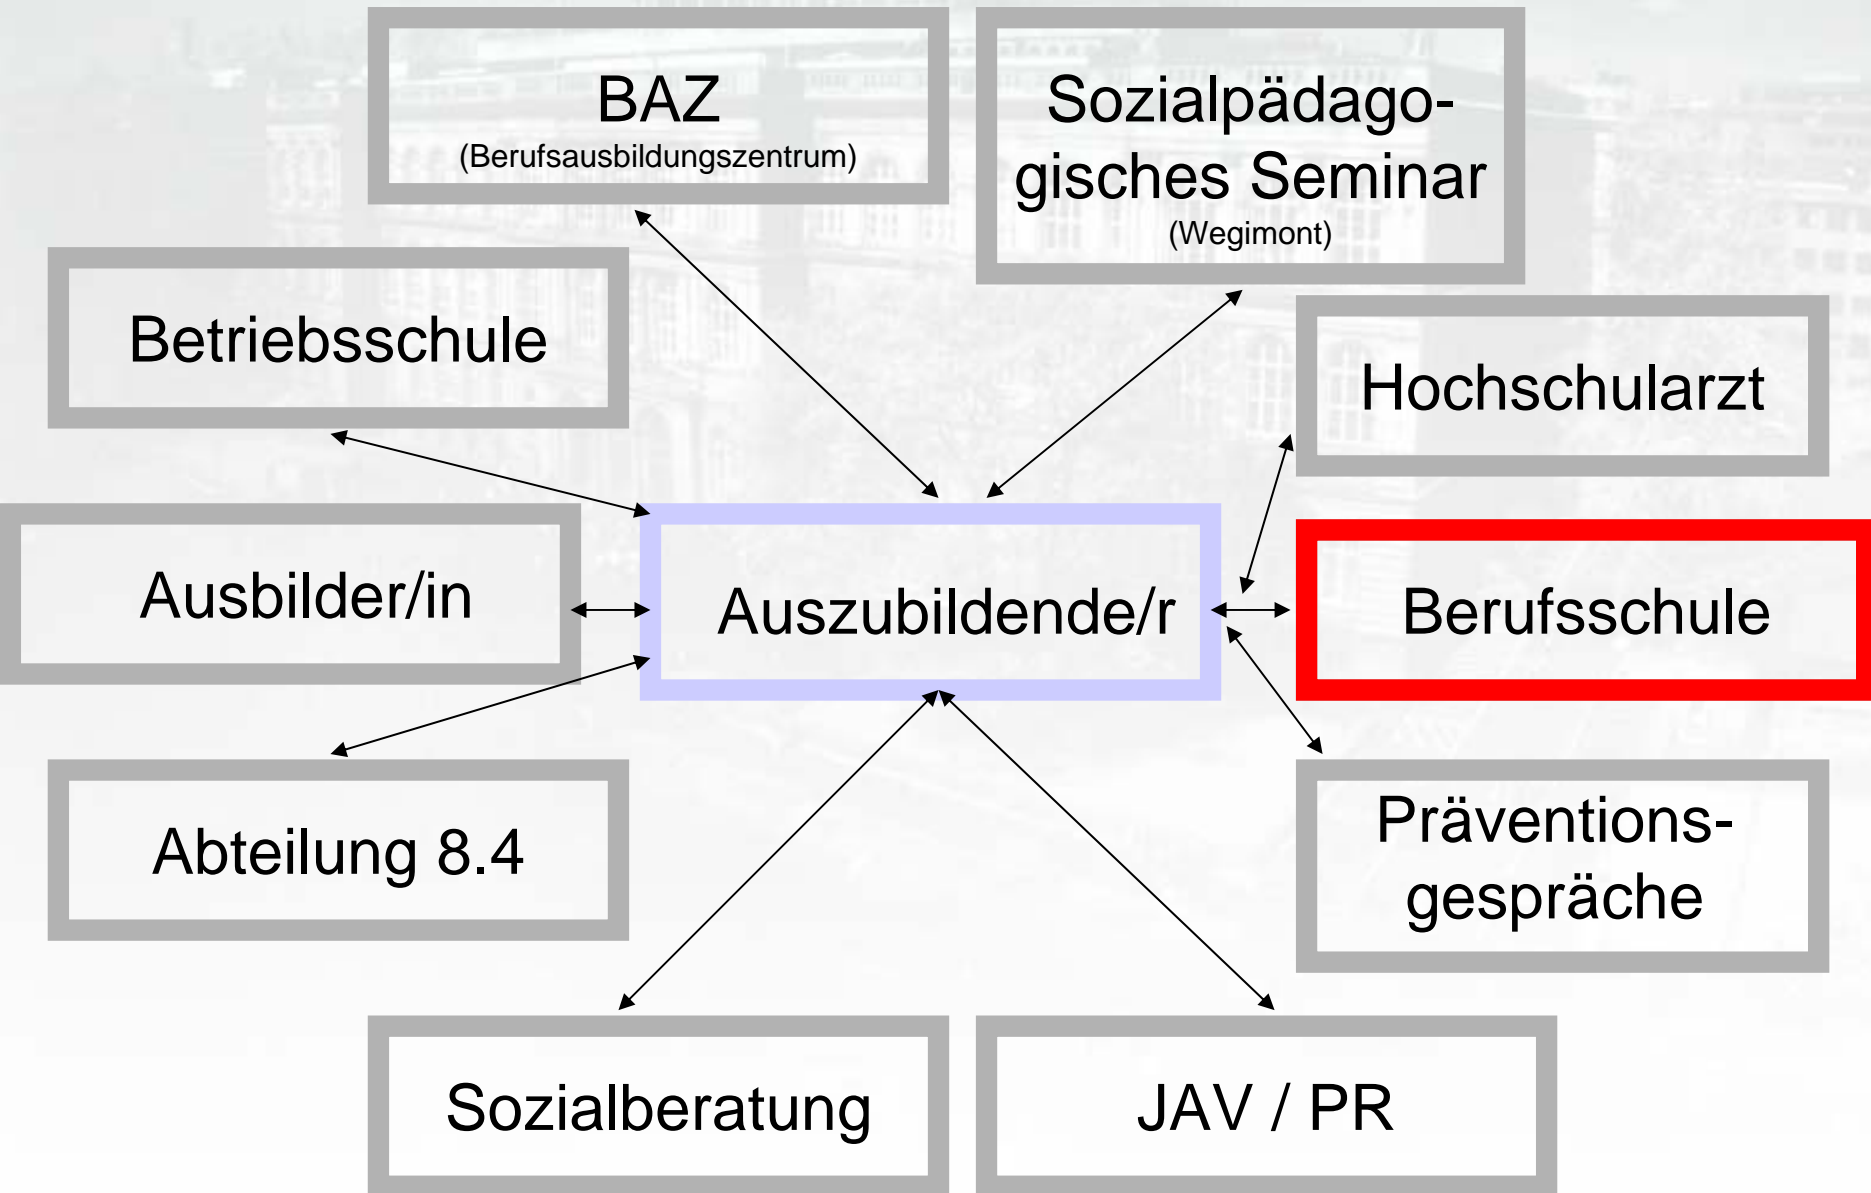 BAZ
(Berufsausbildungszentrum)
Sozialpädago-
gisches Seminar
(Wegimont)
Betriebsschule
Hochschularzt
Ausbilder/in
Auszubildende/r
Berufsschule
Abteilung 8.4
Präventions-
gespräche
Sozialberatung
JAV / PR